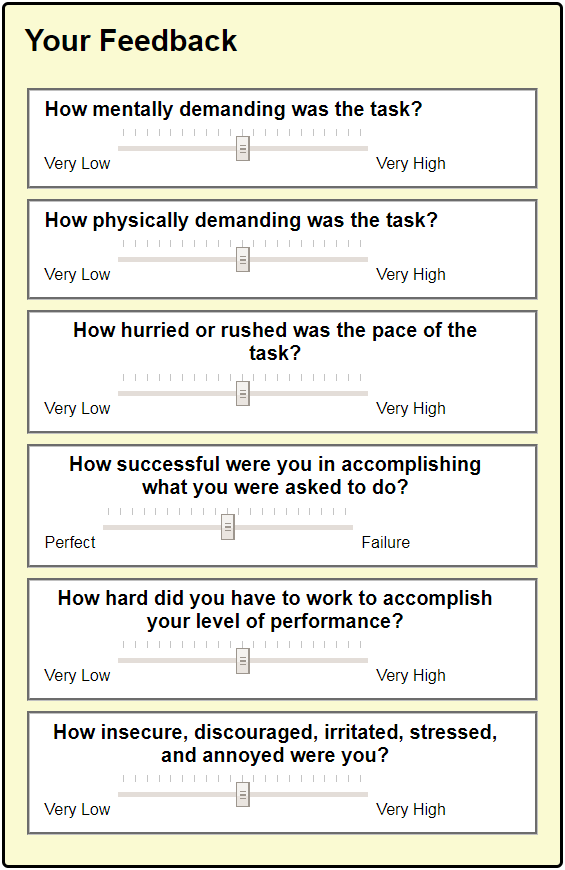 Your Feedback
How mentally demanding was the task?
Very Low Very High
How physically demanding was the task?
Very Low Very High
How hurried or rushed was the pace of the
task?
Very Low Very High
How successful were you in accomplishing
what you were asked to do?
Perfect Failure
How hard did you have to work to accomplish
your level of performance?
Very Low Very High
How insecure, discouraged, irritated, stressed,
and annoyed were you?
Very Low Very High